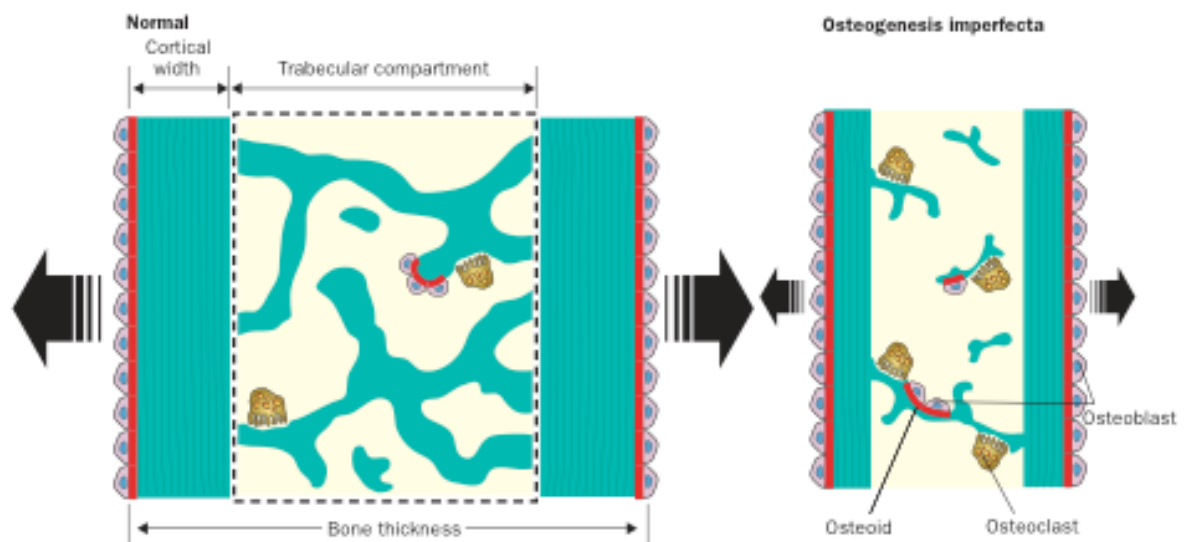 Normal
Osteogenesis imperfecta
Cortical
width
Trabecular compartment
Osteoblast
Bone thickness
Osteoid
Osteoclast